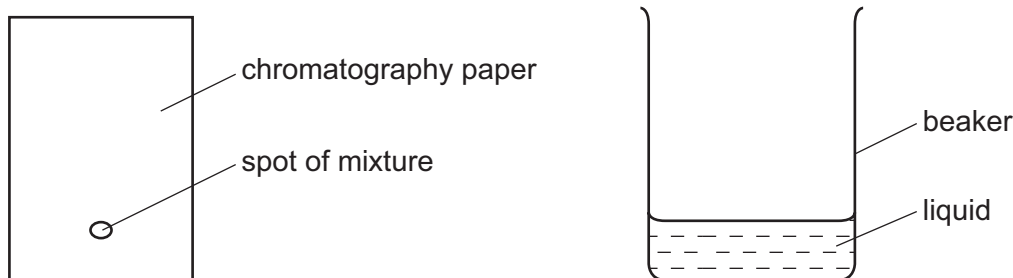 chromatography paper
spot of mixture
beaker
liquid